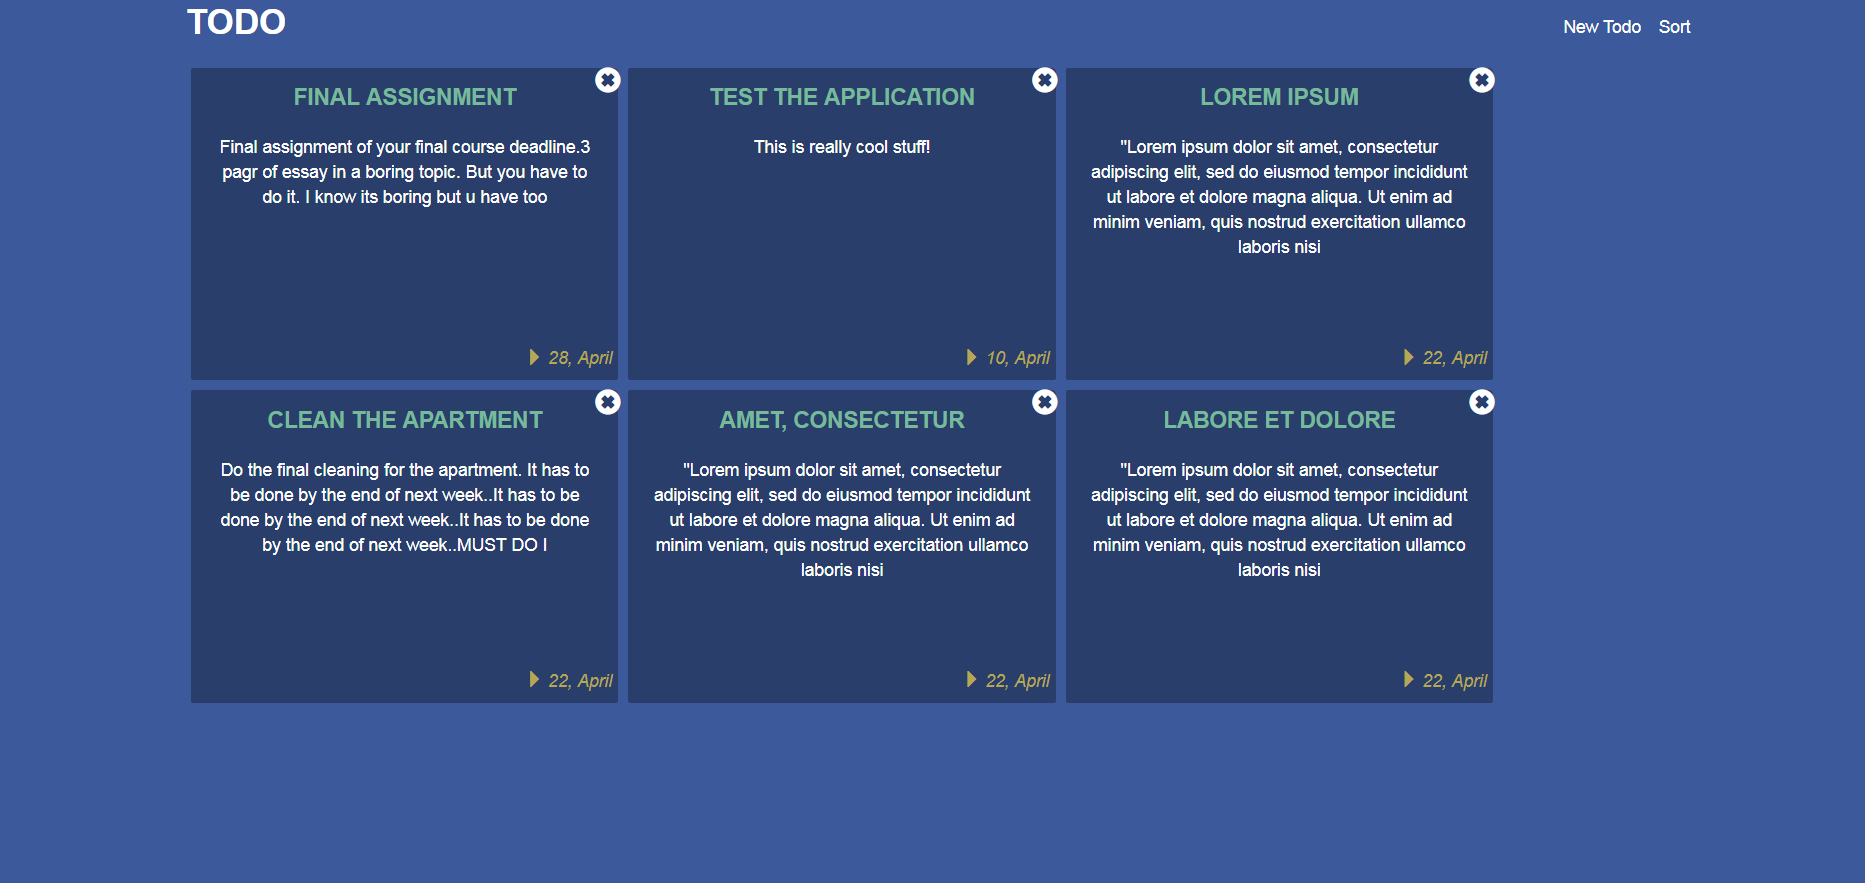 TODO
New Todo Sort
FINAL ASSIGNMENT
Final assignment of your final course deadline.3
pagr of essay in a boring topic. But you have to
do it. I know its boring but u have too
28, April
TEST THE APPLICATION
This is really cool stuff!
10, April
LOREM IPSUM
"Lorem ipsum dolor sit amet, consectetur
adipiscing elit, sed do eiusmod tempor incididunt
ut labore et dolore magna aliqua. Ut enim ad
minim veniam, quis nostrud exercitation ullamco
laboris nisi
22, April
CLEAN THE APARTMENT
Do the final cleaning for the apartment. It has to
be done by the end of next week..It has to be
done by the end of next week..It has to be done
by the end of next week..MUST DO I
22, April
AMET, CONSECTETUR
"Lorem ipsum dolor sit amet, consectetur
adipiscing elit, sed do eiusmod tempor incididunt
ut labore et dolore magna aliqua. Ut enim ad
minim veniam, quis nostrud exercitation ullamco
laboris nisi
22, April
LABORE ET DOLORE
"Lorem ipsum dolor sit amet, consectetur
adipiscing elit, sed do eiusmod tempor incididunt
ut labore et dolore magna aliqua. Ut enim ad
minim veniam, quis nostrud exercitation ullamco
laboris nisi
22, April